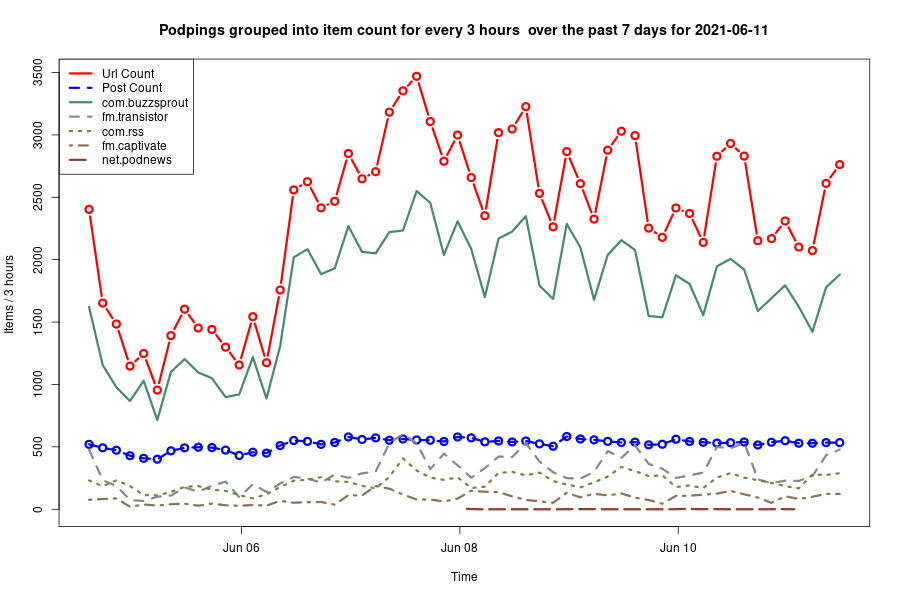 Podpings grouped into item count for every 3 hours  over the past 7 days for 2021-06-11
Url Count
Post Count
com.buzzsprout
fm.transistor
com.rss
fm.captivate
net.podnews
3500
3000
2500
2000
1500
1000
500
0
Items / 3 hours
Jun 06
Jun 08
Jun 10
Time